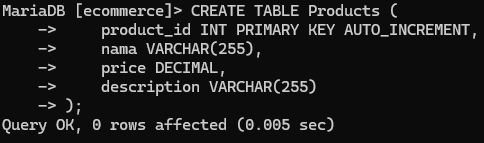 MariaDB [ecommerce]> CREATE TABLE Products (
    ->     product_id INT PRIMARY KEY AUTO_INCREMENT,
    ->     nama VARCHAR(255),
    ->     price DECIMAL,
    ->     description VARCHAR(255)
    -> );
Query OK, 0 rows affected (0.005 sec)